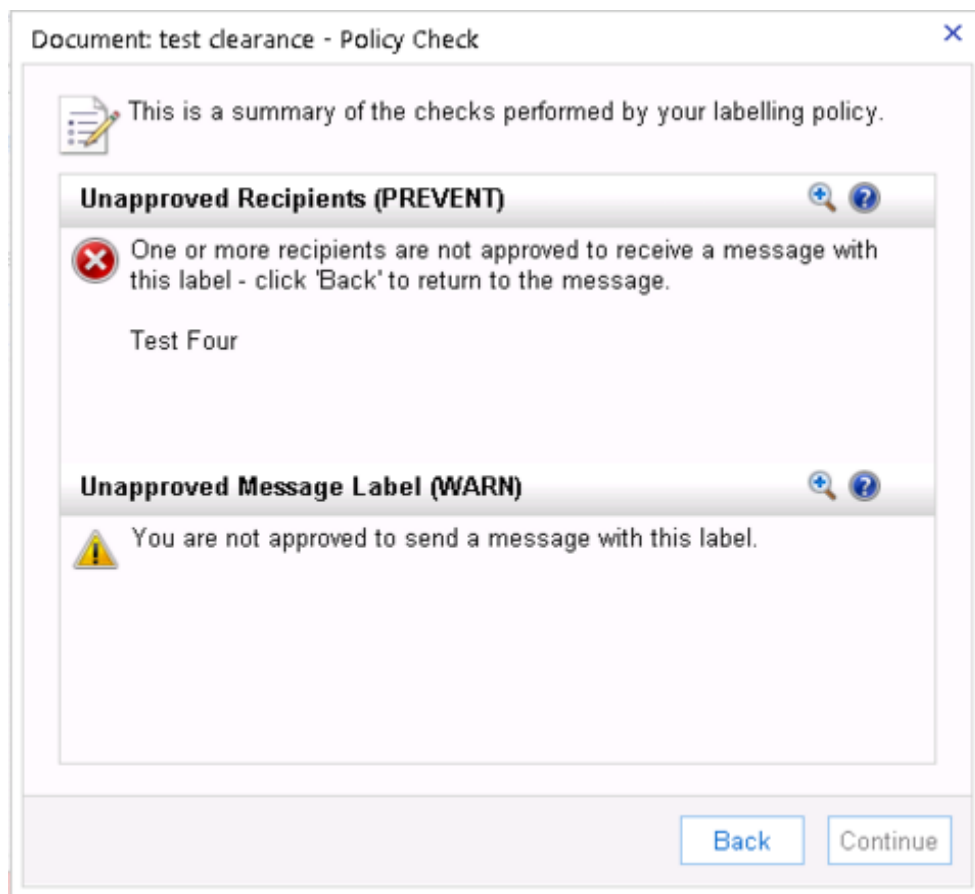 Document: test clearance - Policy Check
This is a summary of the checks performed by your labelling policy.
Unapproved Recipients (PREVENT)
One or more recipients are not approved to receive a message with
this label - click 'Back' to return to the message.
Test Four
Unapproved Message Label (WARN)
You are not approved to send a message with this label.
Back
Continue